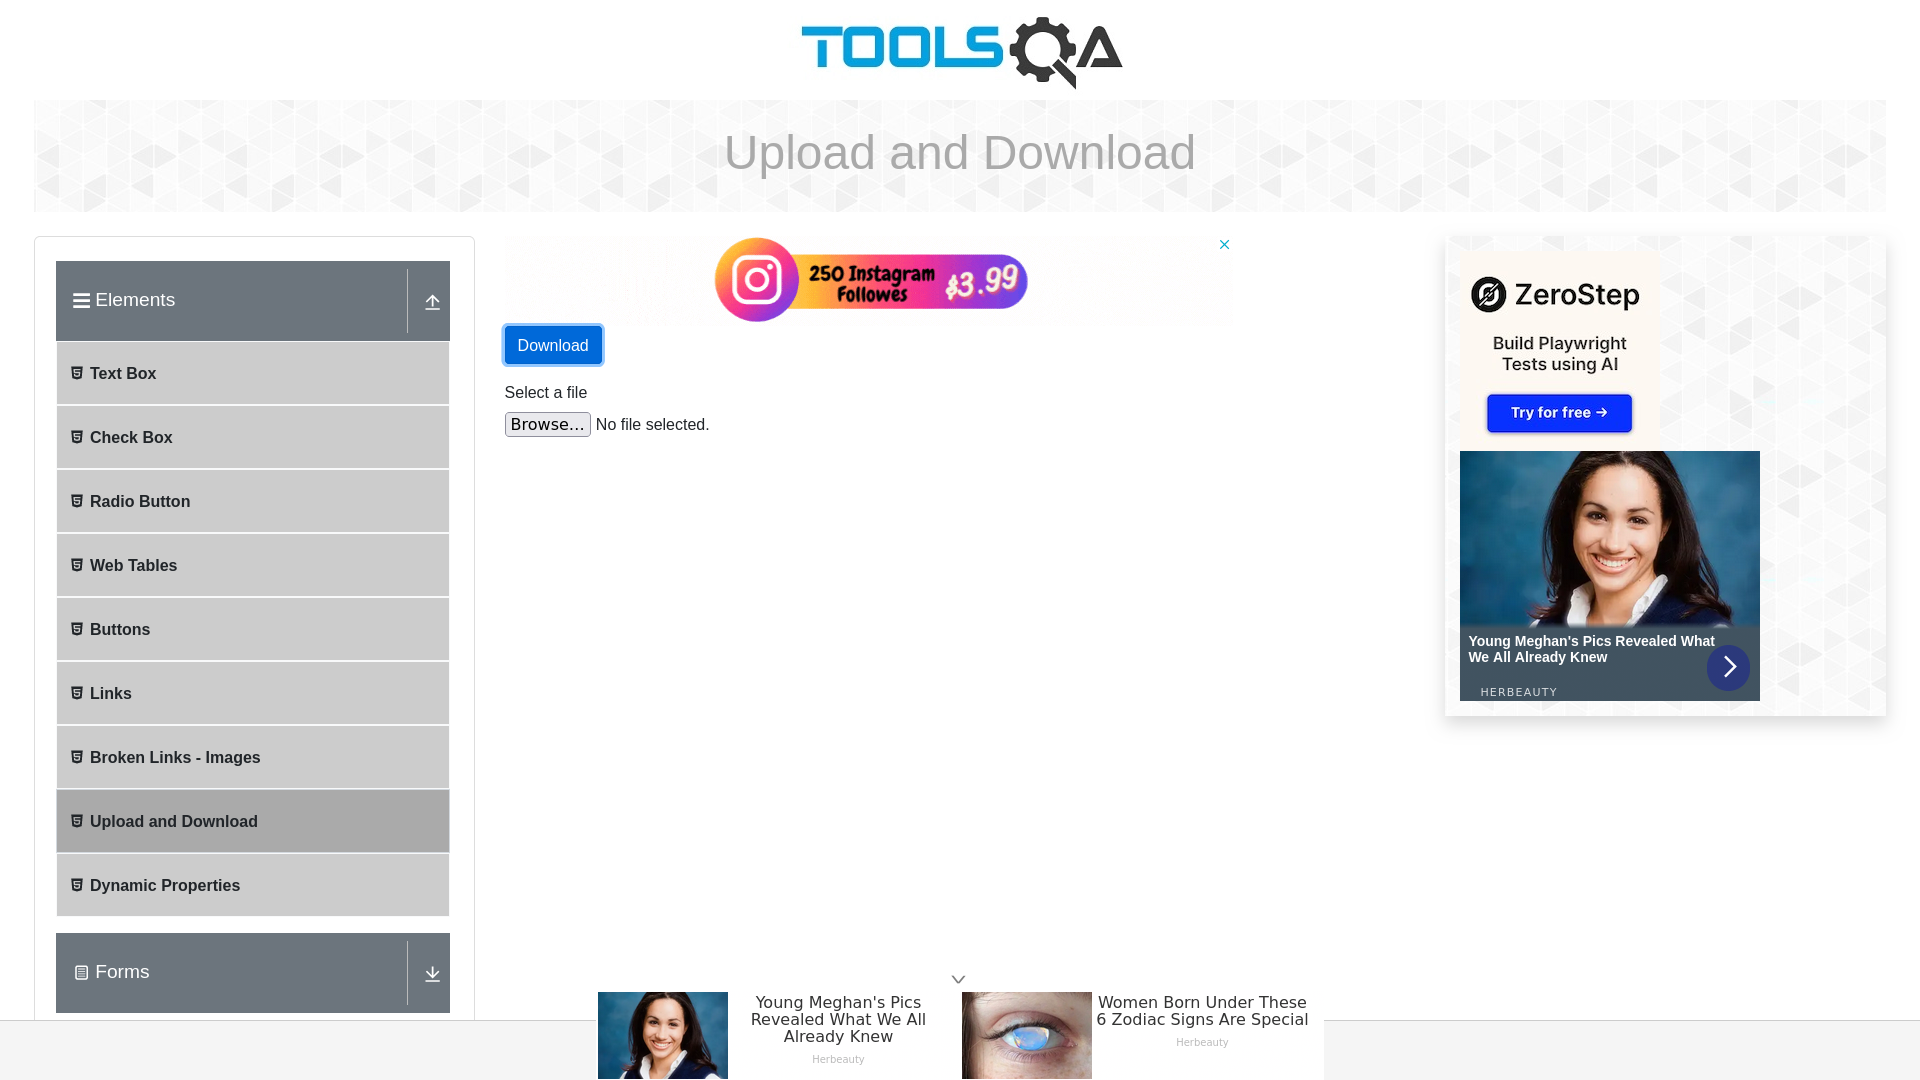 TOOLSQA
Upload and Download
Elements
Text Box
Check Box
Radio Button
Web Tables
Buttons
Links
Broken Links - Images
Upload and Download
Dynamic Properties
Forms
250 Instagram
Followes
$3.99
Download
Select a file
Browse... No file selected.
ZeroStep
Build Playwright
Tests using AI
Try for free →
Young Meghan's Pics Revealed What
We All Already Knew
HERBEAUTY
Young Meghan's Pics
Revealed What We All
Already Knew
Herbeauty
Women Born Under These
6 Zodiac Signs Are Special
Herbeauty